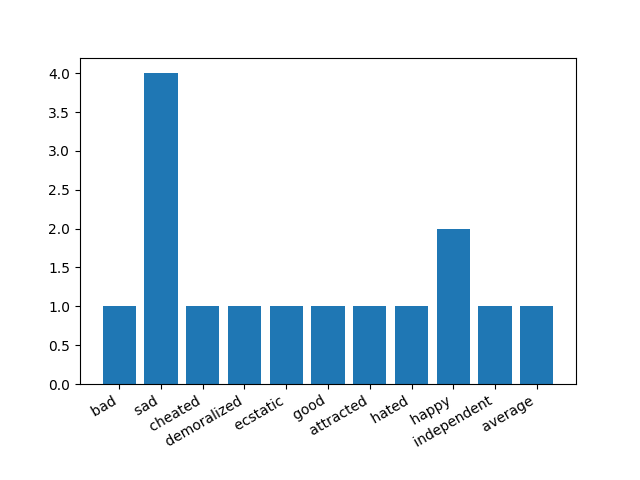 4.0
3.5
3.0
2.5
2.0
1.5
1.0
0.5
0.0
bad
sad
cheated
demoralized
ecstatic
good
attracted
hated
happy
independent
average